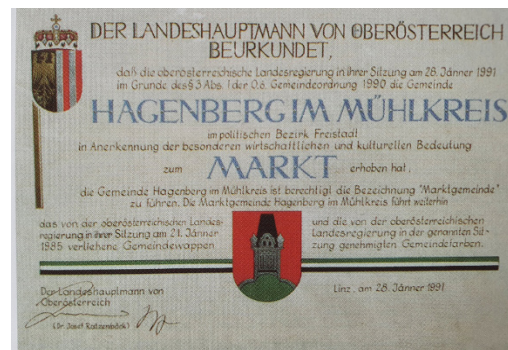 DER LANDESHAUPTMANN VON OBERÖSTERREICH
BEURKUNDET,
daß die oberösterreichische Landesregierung in ihrer Sitzung am 28. Jänner 1991
im Grunde des § 3 Abs. 1 der O.ö. Gemeindeordnung 1990 die Gemeinde
HAGENBERG IM MÜHLKREIS
im politischen Bezirk Freistadt
in Anerkennung der besonderen wirtschaftlichen und kulturellen Bedeutung
zum MARKT erhoben hat,
die Gemeinde Hagenberg im Mühlkreis ist berechtigt die Bezeichnung "Marktgemeinde"
zu führen. Die Marktgemeinde Hagenberg im Mühlkreis führt weiterhin
das von der oberösterreichischen Landes-
regierung in ihrer Sitzung am 21. Jänner
1985 verliehene Gemeindewappen
und die von der oberösterreichischen
Landesregierung in der genannten Sit-
zung genehmigten Gemeindefarben.
Der Landeshauptmann von
Oberösterreich
(Dr. Josef Ratzenböck)
Linz, am 28. Jänner 1991